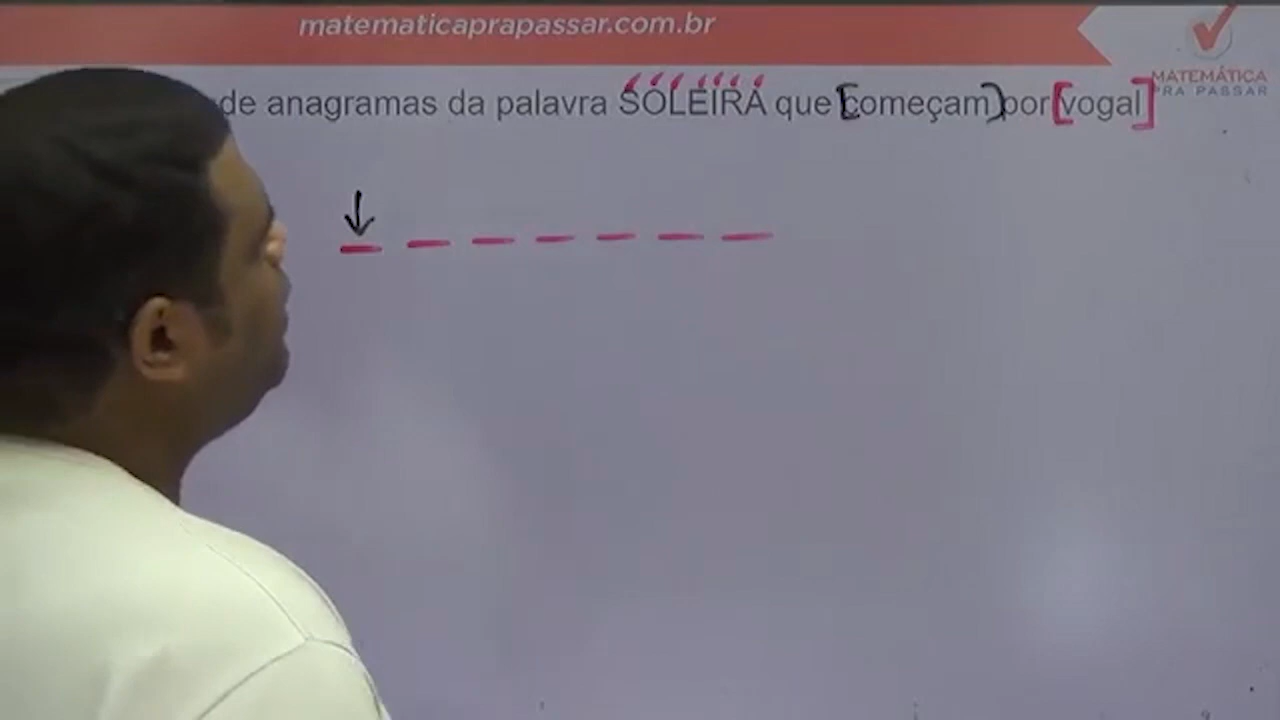 matematicaprapassar.com.br
MATEMÁTICA
PRA PASSAR
de anagramas da palavra SOLEIRA que começam por vogal